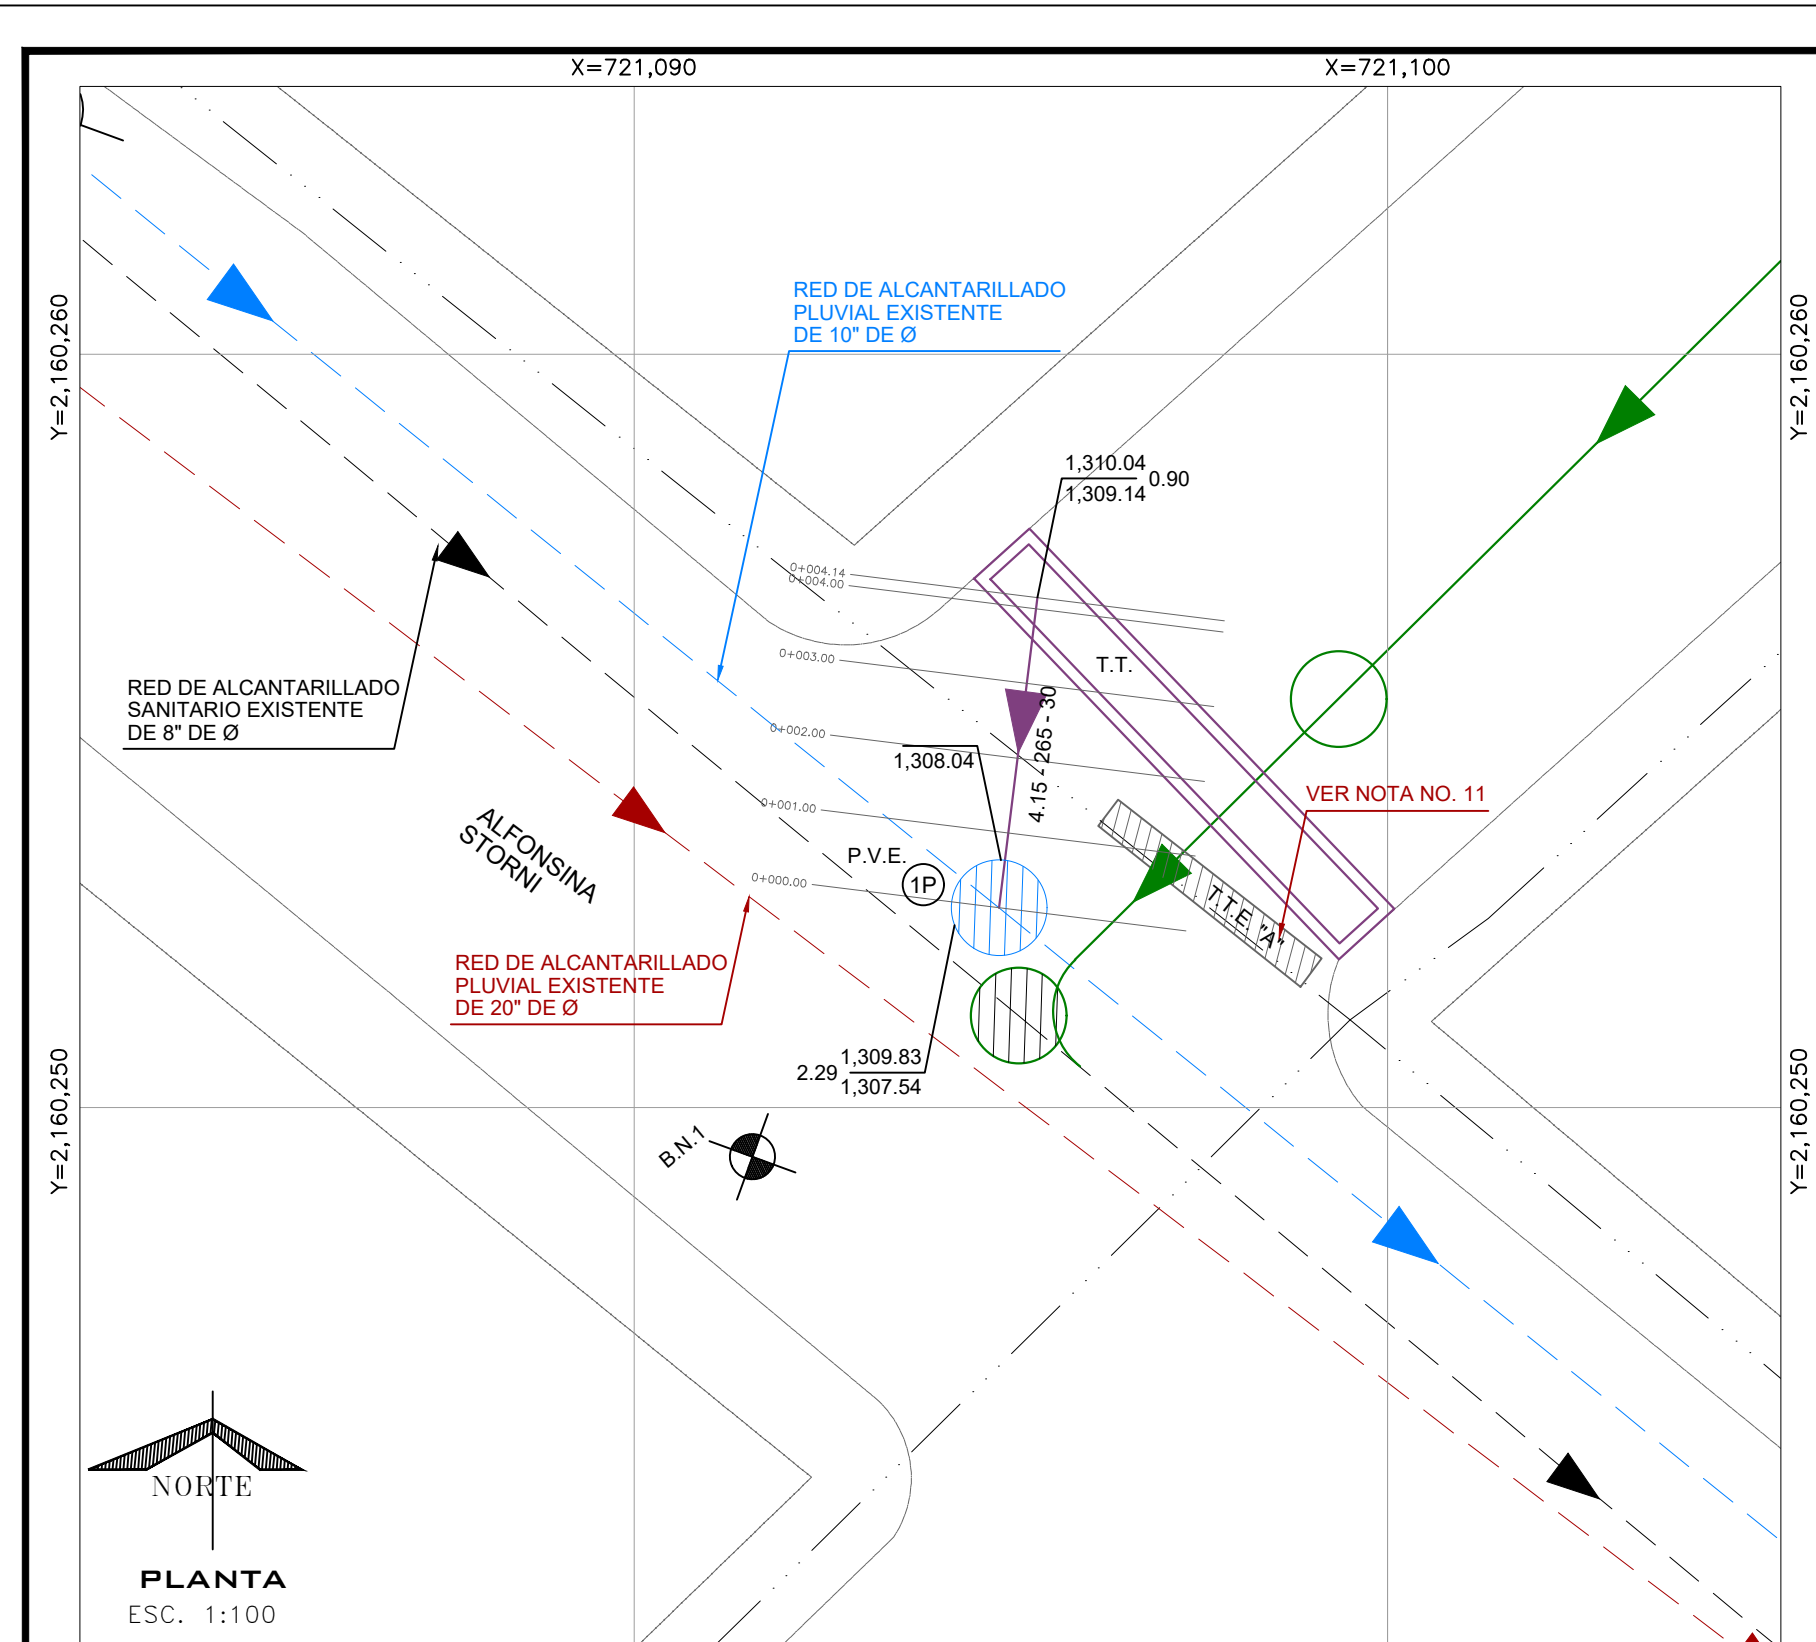 X=721,090
X=721,100
Y=2,160,260
Y=2,160,260
RED DE ALCANTARILLADO
PLUVIAL EXISTENTE
DE 10" DE Ø
1,310.04
0.90
1,309.14
0+004.14
0+004.00
0+003.00
T.T.
RED DE ALCANTARILLADO
SANITARIO EXISTENTE
DE 8" DE Ø
0+002.00
1,308.04
4.15 - 265 - 30
VER NOTA NO. 11
0+001.00
ALFONSINA
STORNI
P.V.E.
1P
0+000.00
T.T.E. "A"
RED DE ALCANTARILLADO
PLUVIAL EXISTENTE
DE 20" DE Ø
1,309.83
2.29
1,307.54
Y=2,160,250
Y=2,160,250
B.N.1
NORTE
PLANTA
ESC. 1:100